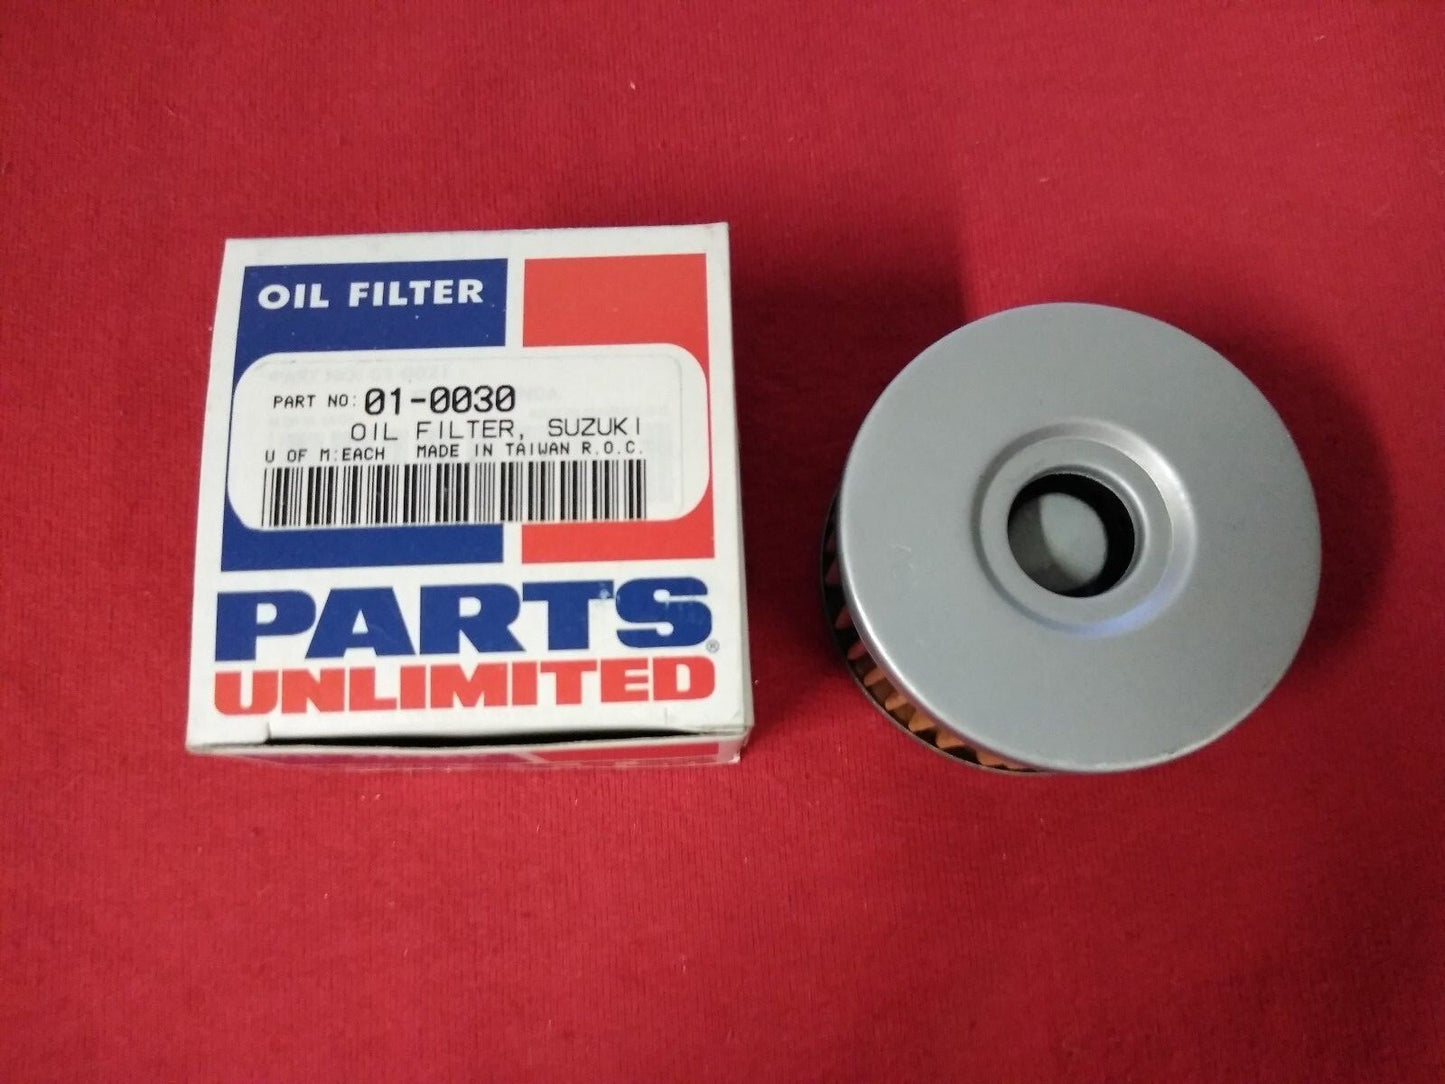 OIL FILTER
PART NO: 01-0030
OIL FILTER, SUZUKI
U OF M:EACH MADE IN TAIWAN R.O.C.
PARTS
UNLIMITED®